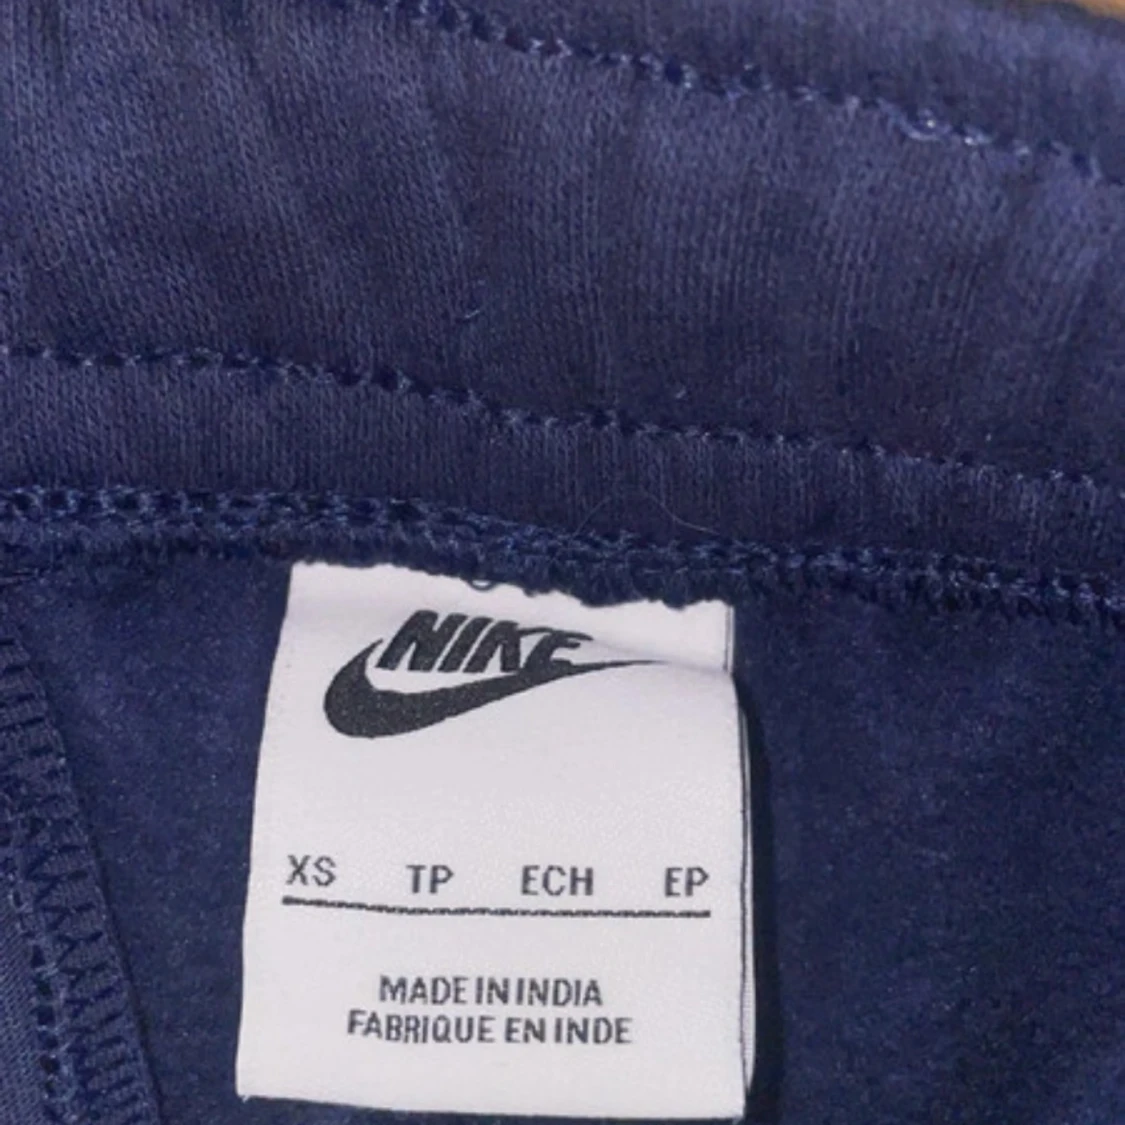 NIKE
XS TP ECH EP
MADE IN INDIA
FABRIQUE EN INDE